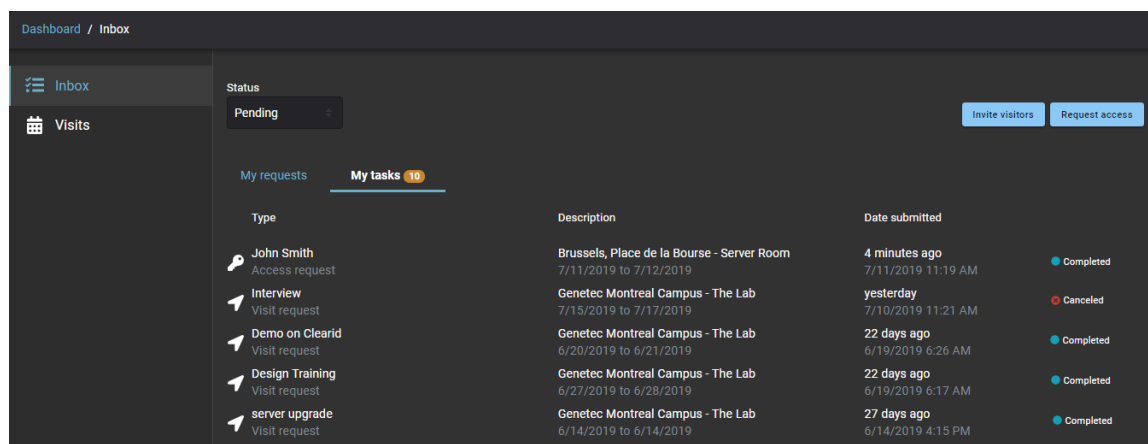 Dashboard / Inbox
Inbox
Visits
Status
Pending
Invite visitors
Request access
My requests
My tasks 10
Type Description Date submitted
John Smith Brussels, Place de la Bourse - Server Room 4 minutes ago
Access request 7/11/2019 to 7/12/2019 7/11/2019 11:19 AM Completed
Interview Genetec Montreal Campus - The Lab yesterday
Visit request 7/15/2019 to 7/17/2019 7/10/2019 11:21 AM Canceled
Demo on Clearid Genetec Montreal Campus - The Lab 22 days ago
Visit request 6/20/2019 to 6/21/2019 6/19/2019 6:26 AM Completed
Design Training Genetec Montreal Campus - The Lab 22 days ago
Visit request 6/27/2019 to 6/28/2019 6/19/2019 6:17 AM Completed
server upgrade Genetec Montreal Campus - The Lab 27 days ago
Visit request 6/14/2019 to 6/14/2019 6/14/2019 4:15 PM Completed